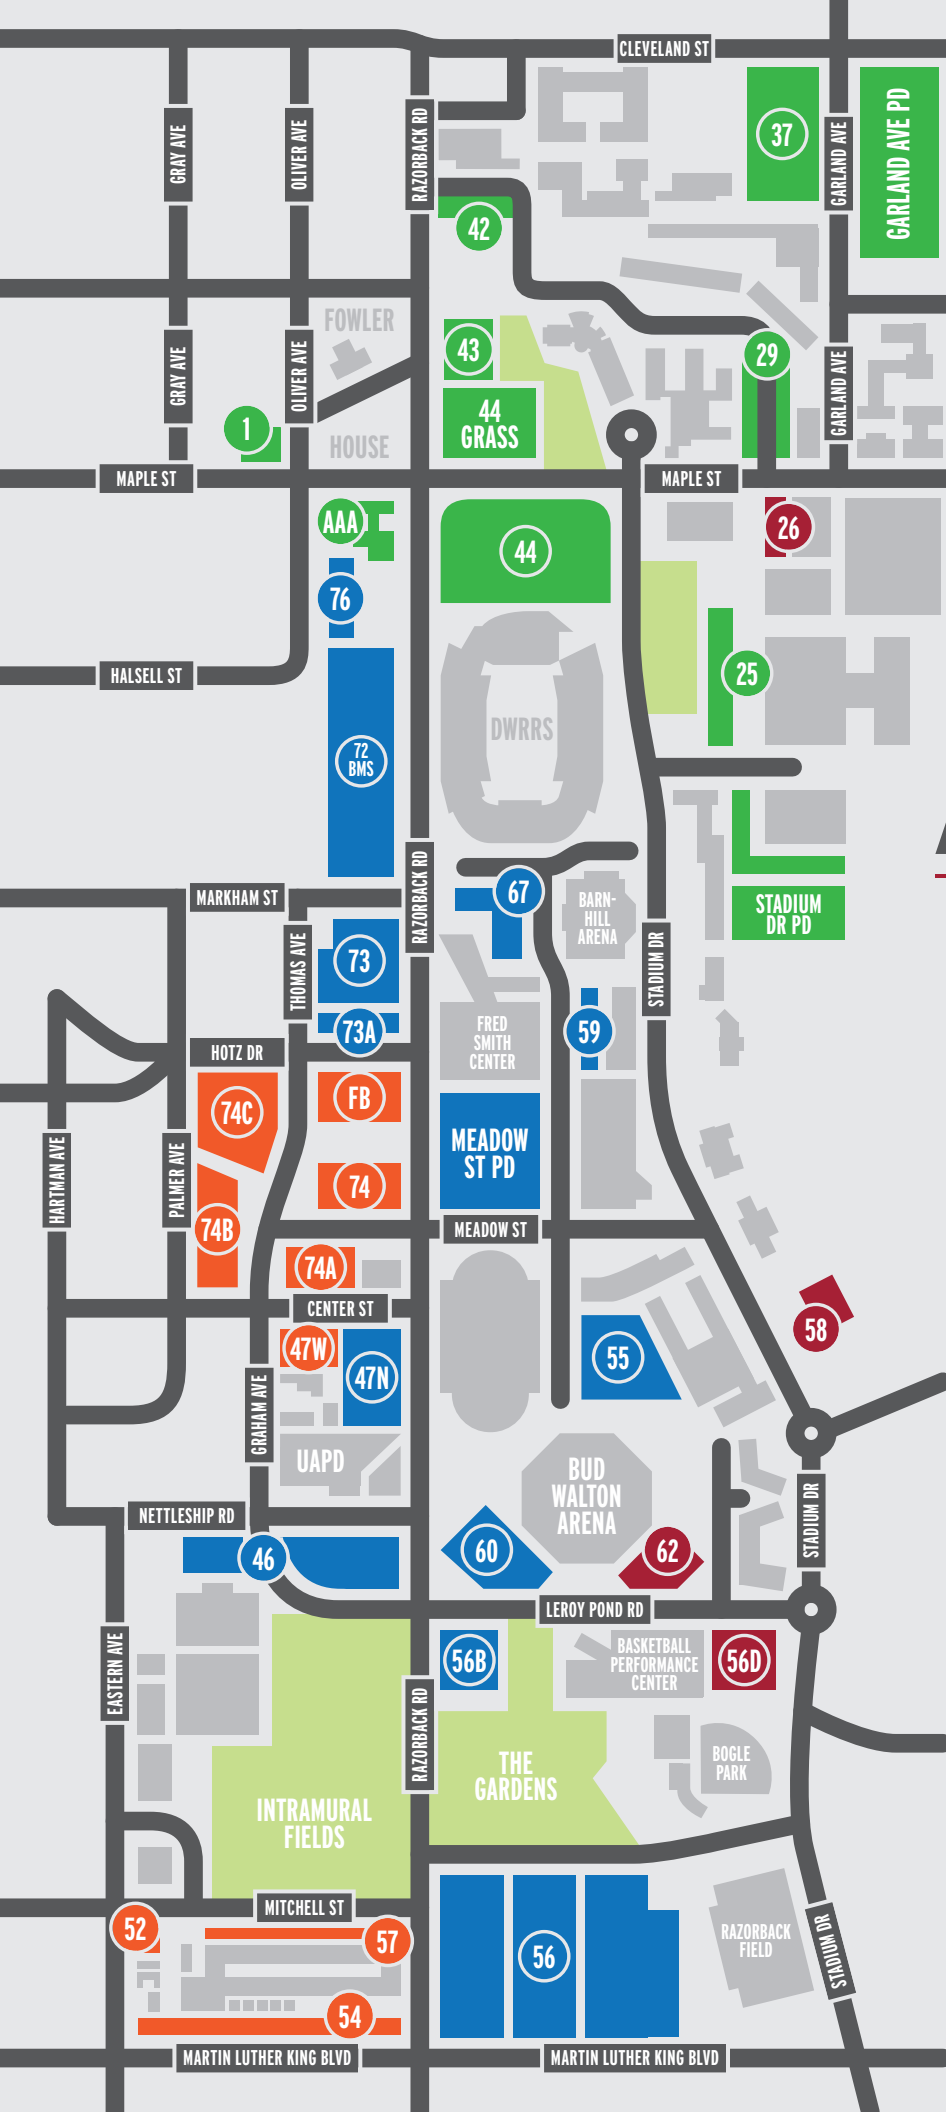 CLEVELAND ST
37
GARLAND AVE
GARLAND AVE PD
GRAY AVE
OLIVER AVE
RAZORBACK RD
42
FOWLER
HOUSE
43
29
GRAY AVE
OLIVER AVE
GARLAND AVE
1
44
GRASS
MAPLE ST
MAPLE ST
AAA
44
26
76
HALSELL ST
25
DWRRS
72
BMS
RAZORBACK RD
MARKHAM ST
67
BARN-
HILL
ARENA
STADIUM
DR PD
THOMAS AVE
73
STADIUM DR
73A
FRED
SMITH
CENTER
59
HOTZ DR
74C
FB
MEADOW
ST PD
HARTMAN AVE
PALMER AVE
74
74B
MEADOW ST
74A
CENTER ST
58
47W
47N
55
GRAHAM AVE
UAPD
BUD
WALTON
ARENA
NETTLESHIP RD
STADIUM DR
46
60
62
LEROY POND RD
EASTERN AVE
56B
BASKETBALL
PERFORMANCE
CENTER
56D
RAZORBACK RD
THE
GARDENS
BOGLE
PARK
INTRAMURAL
FIELDS
MITCHELL ST
52
57
56
RAZORBACK
FIELD
STADIUM DR
54
MARTIN LUTHER KING BLVD
MARTIN LUTHER KING BLVD